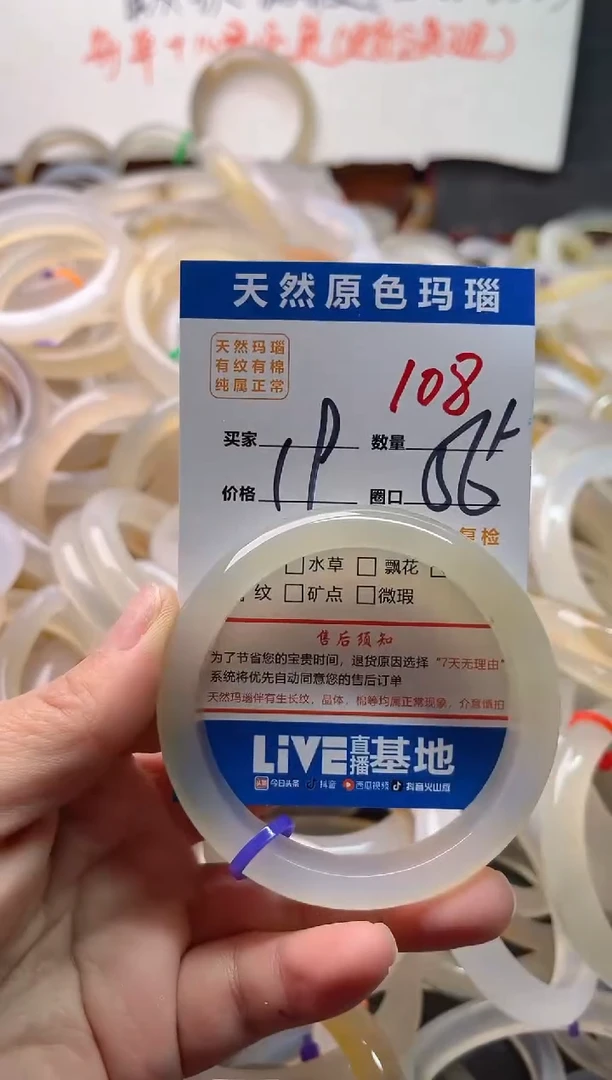 天然原色玛瑙
天然玛瑙
有纹有棉
纯属正常
108
买家
数量
价格
圈口 56
复检
水草 飘花
纹 矿点 微瑕
售后须知
为了节省您的宝贵时间，退货原因选择“7天无理由”
系统将优先自动同意您的售后订单
天然玛瑙伴有生长纹，晶体，棉等均属正常现象，介意慎拍
LiVE直播基地
今日头条 抖音 西瓜视频 抖音火山版